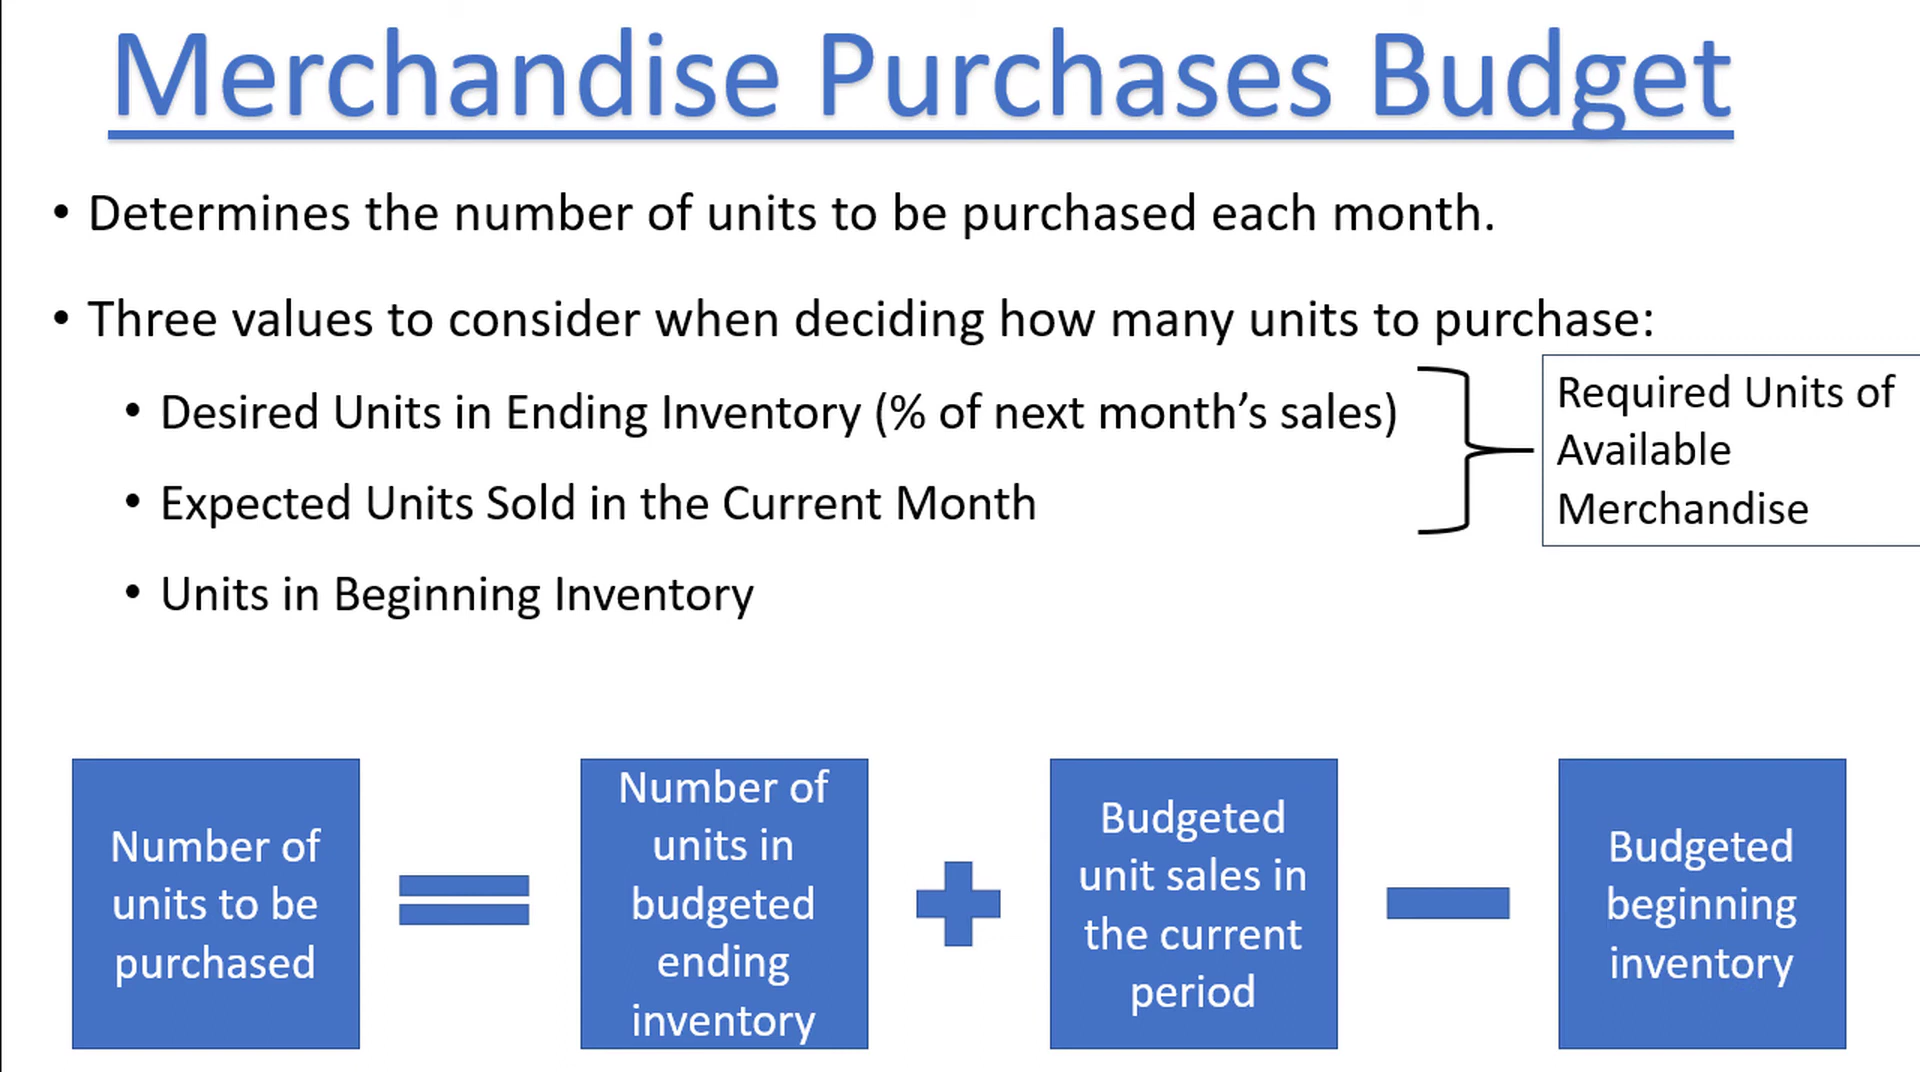 Merchandise Purchases Budget
• Determines the number of units to be purchased each month.
• Three values to consider when deciding how many units to purchase:
• Desired Units in Ending Inventory (% of next month’s sales)
• Expected Units Sold in the Current Month
• Units in Beginning Inventory
Required Units of
Available
Merchandise
Number of
units to be
purchased
Number of
units in
budgeted
ending
inventory
Budgeted
unit sales in
the current
period
Budgeted
beginning
inventory